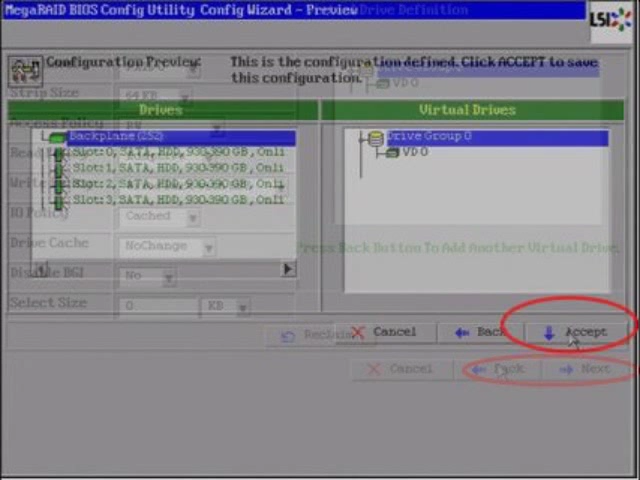 MegaRAID BIOS Config Utility Config Wizard - Preview
Drive Definition
LSI
Configuration Preview: This is the configuration defined. Click ACCEPT to save
this configuration.
Strip Size 64 KB
Drives
Virtual Drives
Access Policy
Backplane (252)
Drive Group 0
VD 0
Slot: 0, SATA, HDD, 930.390 GB, Onli
Slot: 1, SATA, HDD, 930.390 GB, Onli
Slot: 2, SATA, HDD, 930.390 GB, Onli
Slot: 3, SATA, HDD, 930.390 GB, Onli
IO Policy Cached
Drive Cache NoChange
Press Back Button To Add Another Virtual Drive.
Disable BGI No
Select Size 0 KB
Reclaim Cancel Back Accept
Cancel Back Next